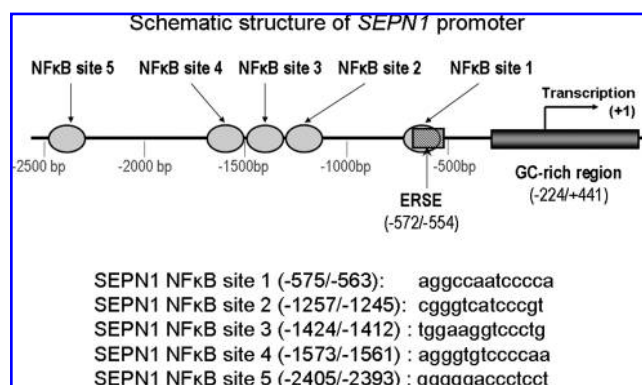 Schematic structure of SEPN1 promoter
NFκB site 5
NFκB site 4
NFκB site 3
NFκB site 2
NFκB site 1
Transcription
(+1)
-2500 bp
-2000 bp
-1500bp
-1000bp
-500bp
GC-rich region
(-224/+441)
ERSE
(-572/-554)
SEPN1 NFκB site 1 (-575/-563): aggccaatcccca
SEPN1 NFκB site 2 (-1257/-1245): cgggtcatcccgt
SEPN1 NFκB site 3 (-1424/-1412) : tggaaggtccctg
SEPN1 NFκB site 4 (-1573/-1561) : agggtgtccccaa
SEPN1 NFκB site 5 (-2405/-2393) : gggggaccctcct